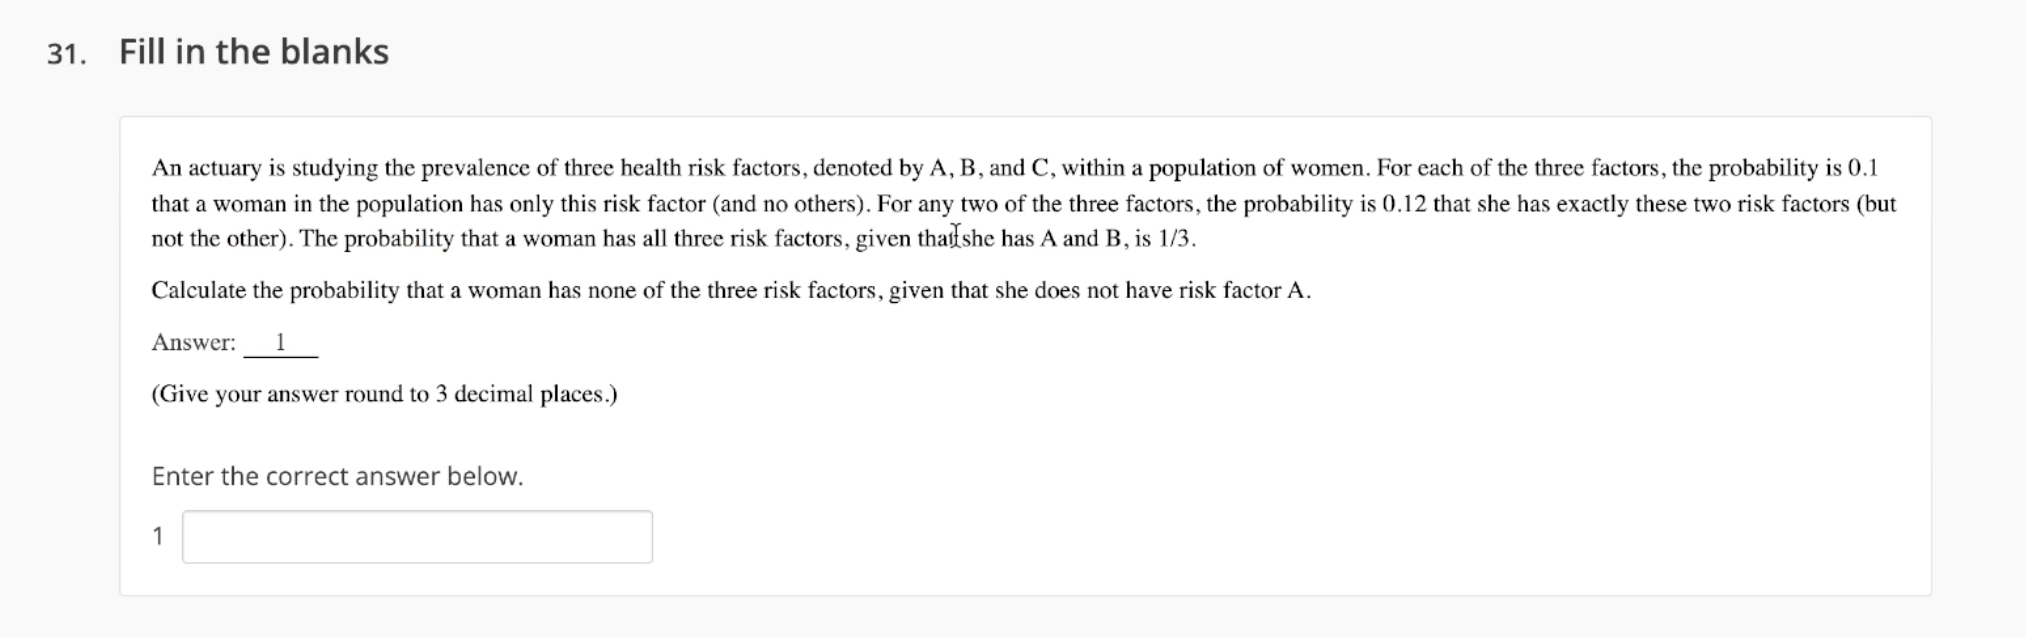 31. Fill in the blanks
An actuary is studying the prevalence of three health risk factors, denoted by A, B, and C, within a population of women. For each of the three factors, the probability is 0.1
that a woman in the population has only this risk factor (and no others). For any two of the three factors, the probability is 0.12 that she has exactly these two risk factors (but
not the other). The probability that a woman has all three risk factors, given that she has A and B, is 1/3.
Calculate the probability that a woman has none of the three risk factors, given that she does not have risk factor A.
Answer: 1
(Give your answer round to 3 decimal places.)
Enter the correct answer below.
1